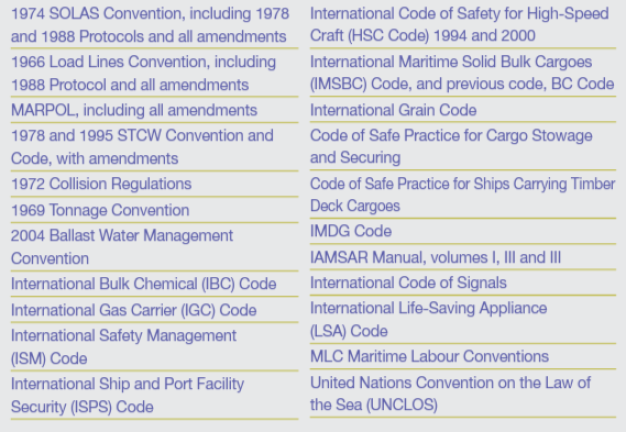 1974 SOLAS Convention, including 1978
and 1988 Protocols and all amendments
1966 Load Lines Convention, including
1988 Protocol and all amendments
MARPOL, including all amendments
1978 and 1995 STCW Convention and
Code, with amendments
1972 Collision Regulations
1969 Tonnage Convention
2004 Ballast Water Management
Convention
International Bulk Chemical (IBC) Code
International Gas Carrier (IGC) Code
International Safety Management
(ISM) Code
International Ship and Port Facility
Security (ISPS) Code
International Code of Safety for High-Speed
Craft (HSC Code) 1994 and 2000
International Maritime Solid Bulk Cargoes
(IMSBC) Code, and previous code, BC Code
International Grain Code
Code of Safe Practice for Cargo Stowage
and Securing
Code of Safe Practice for Ships Carrying Timber
Deck Cargoes
IMDG Code
IAMSAR Manual, volumes I, III and III
International Code of Signals
International Life-Saving Appliance
(LSA) Code
MLC Maritime Labour Conventions
United Nations Convention on the Law of
the Sea (UNCLOS)